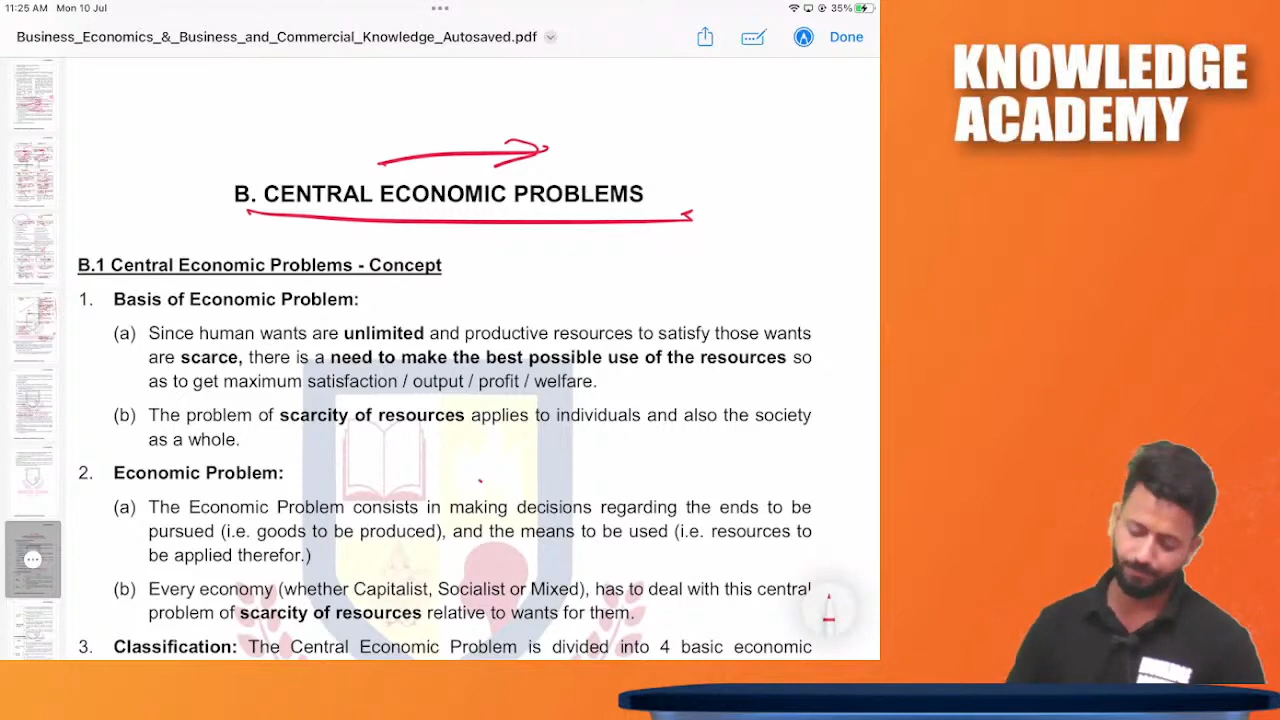 11:25 AM Mon 10 Jul
35%
Business_Economics_&_Business_and_Commercial_Knowledge_Autosaved.pdf
Done
KNOWLEDGE
ACADEMY
B. CENTRAL ECONOMIC PROBLEMS
B.1 Central Economic Problems - Concept
1. Basis of Economic Problem:
(a) Since human wants are unlimited and productive resources to satisfy those wants
are scarce, there is a need to make the best possible use of the resources so
as to get maximum satisfaction / output / profit / welfare.
(b) The problem of scarcity of resources applies to individuals and also the society
as a whole.
2. Economic Problem:
(a) The Economic Problem consists in making decisions regarding the ends to be
pursued (i.e. goods to be produced), and the means to be used (i.e. resources to
be applied therefor.)
(b) Every economy (whether Capitalist, Socialist or Mixed), has to deal with this central
problem of scarcity of resources relative to wants for them.
3. Classification: The Central Economic Problem is divided into 4 basic economic